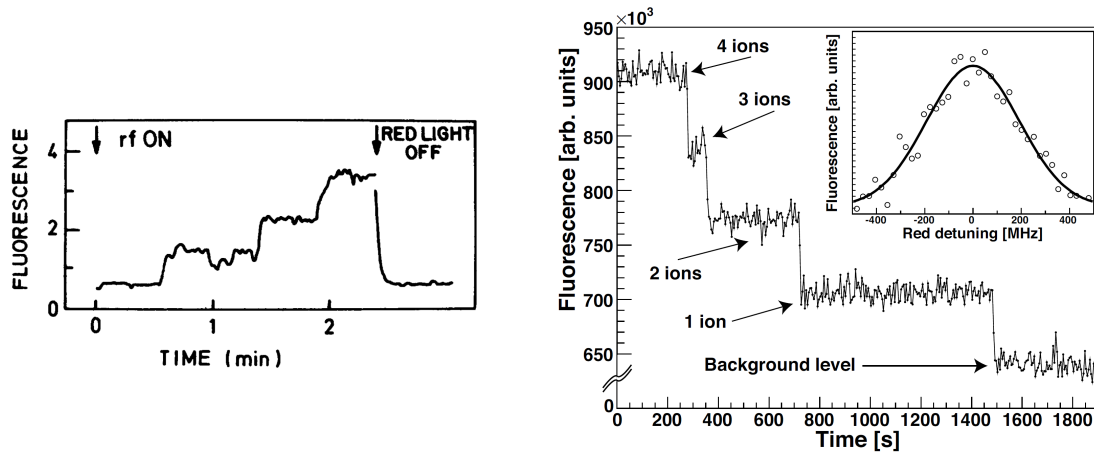 rf ON
RED LIGHT
OFF
4
2
0
FLUORESCENCE
0
1
2
TIME (min)
×10³
950
900
850
800
750
700
650
0
Fluorescence [arb. units]
4 ions
3 ions
2 ions
1 ion
Background level
0
200
400
600
800
1000
1200
1400
1600
1800
Time [s]
Fluorescence [arb. units]
-400
-200
0
200
400
Red detuning [MHz]